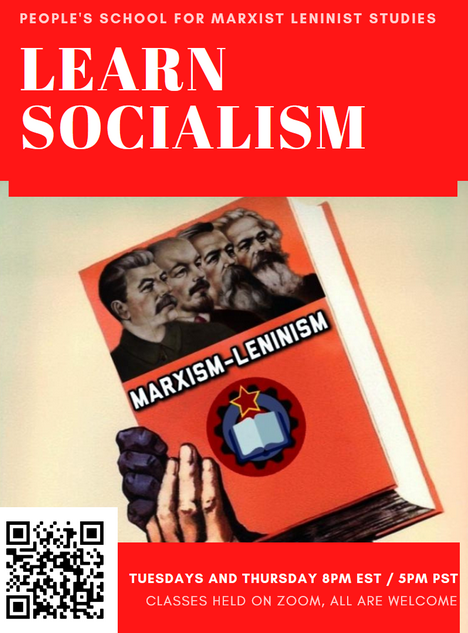 PEOPLE'S SCHOOL FOR MARXIST LENINIST STUDIES
LEARN
SOCIALISM
MARXISM-LENINISM
TUESDAYS AND THURSDAY 8PM EST / 5PM PST
CLASSES HELD ON ZOOM, ALL ARE WELCOME